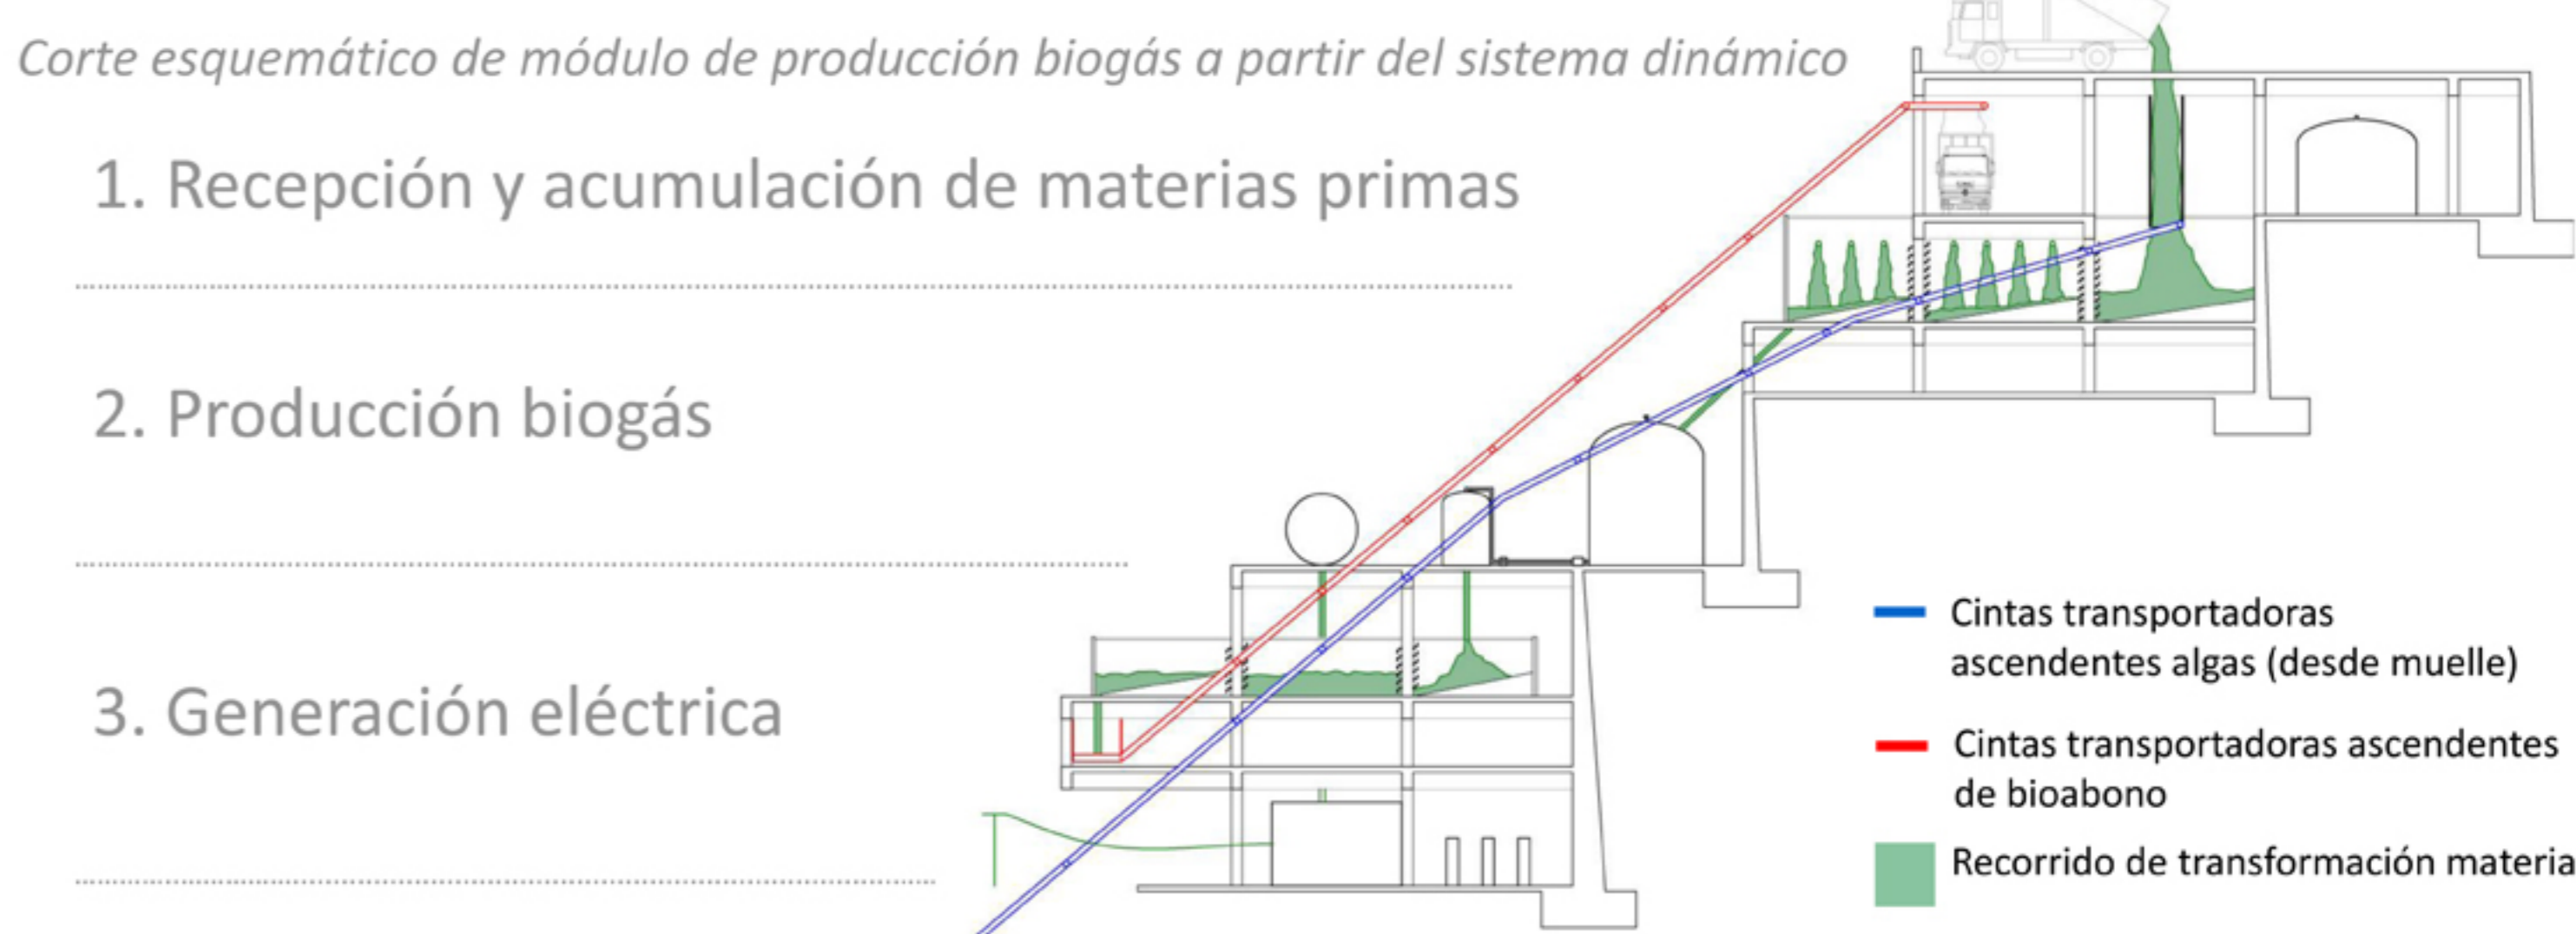 Corte esquemático de módulo de producción biogás a partir del sistema dinámico
1. Recepción y acumulación de materias primas
2. Producción biogás
3. Generación eléctrica
Cintas transportadoras
ascendentes algas (desde muelle)
Cintas transportadoras ascendentes
de bioabono
Recorrido de transformación materia